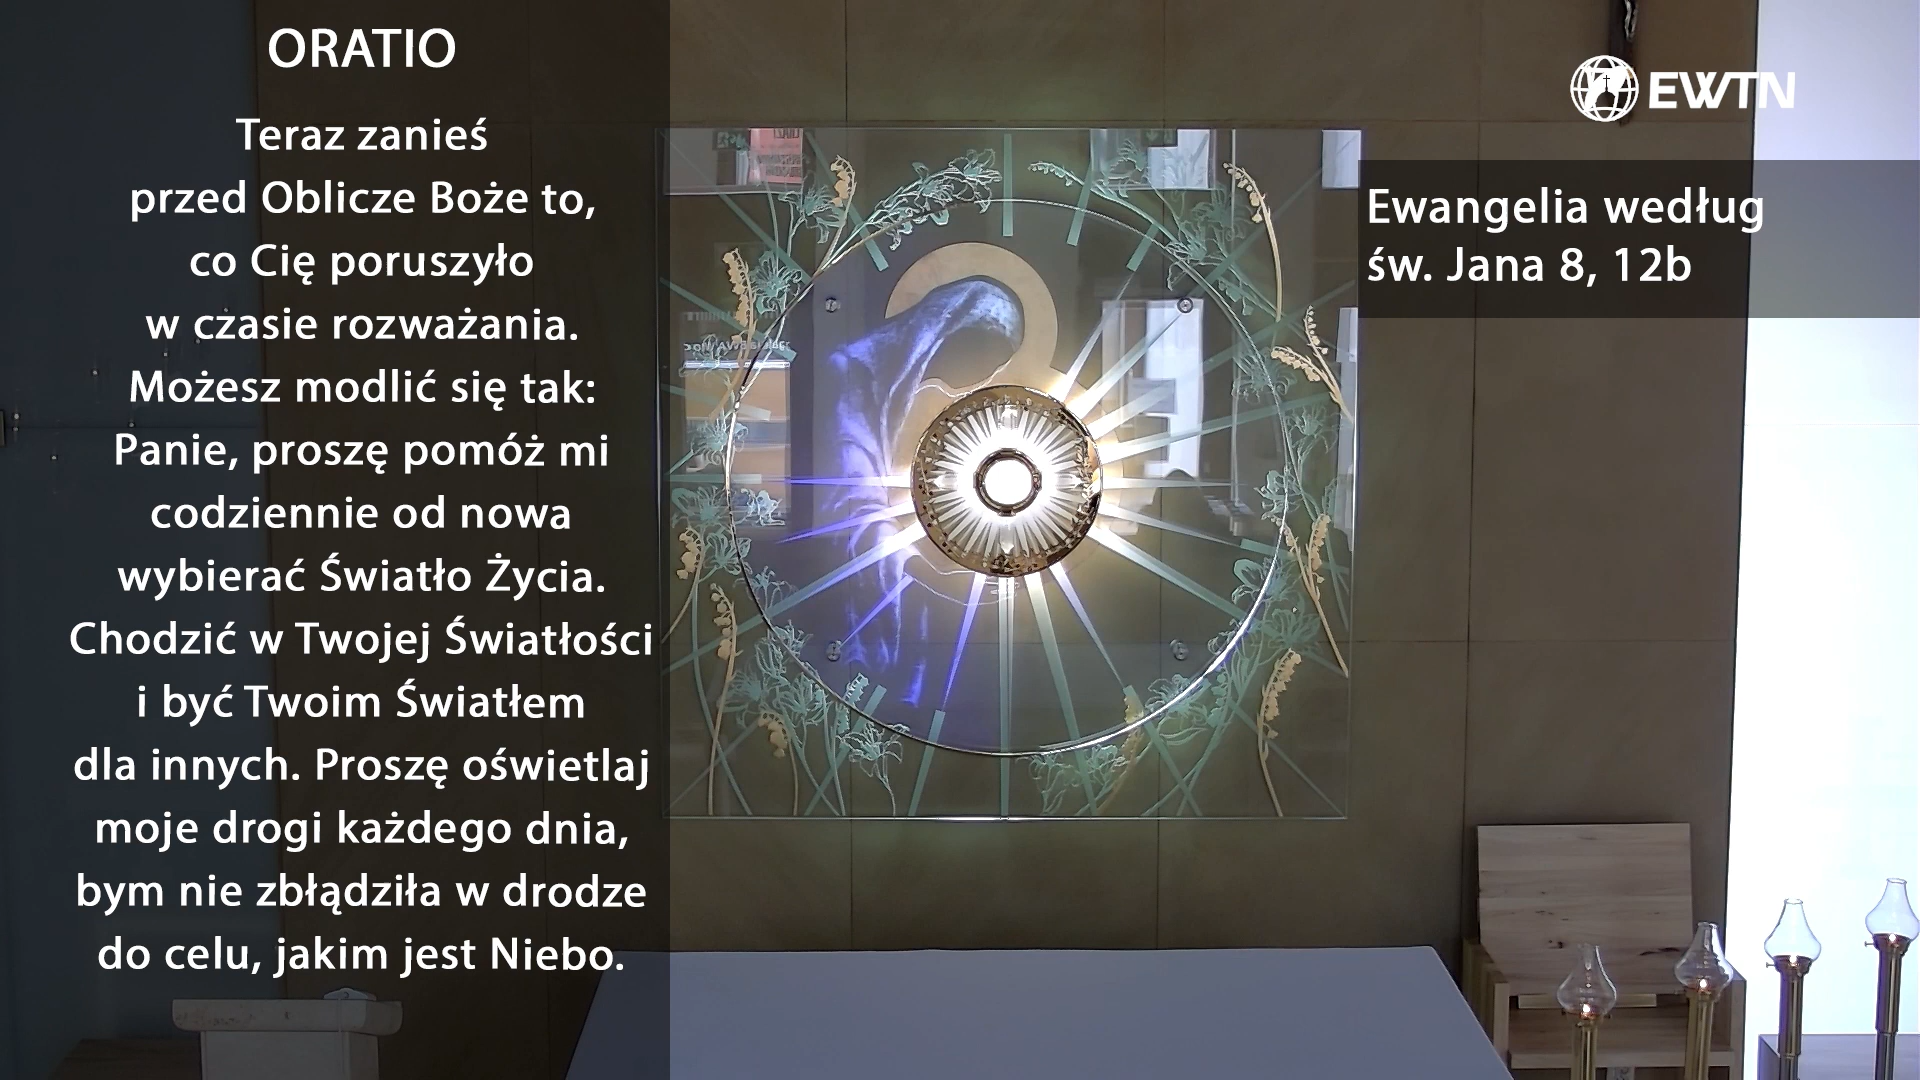 ORATIO
Teraz zanieś
przed Oblicze Boże to,
co Cię poruszyło
w czasie rozważania.
Możesz modlić się tak:
Panie, proszę pomóż mi
codziennie od nowa
wybierać Światło Życia.
Chodzić w Twojej Światłości
i być Twoim Światłem
dla innych. Proszę oświetlaj
moje drogi każdego dnia,
bym nie zbłądziła w drodze
do celu, jakim jest Niebo.
EWTN
Ewangelia według
św. Jana 8, 12b